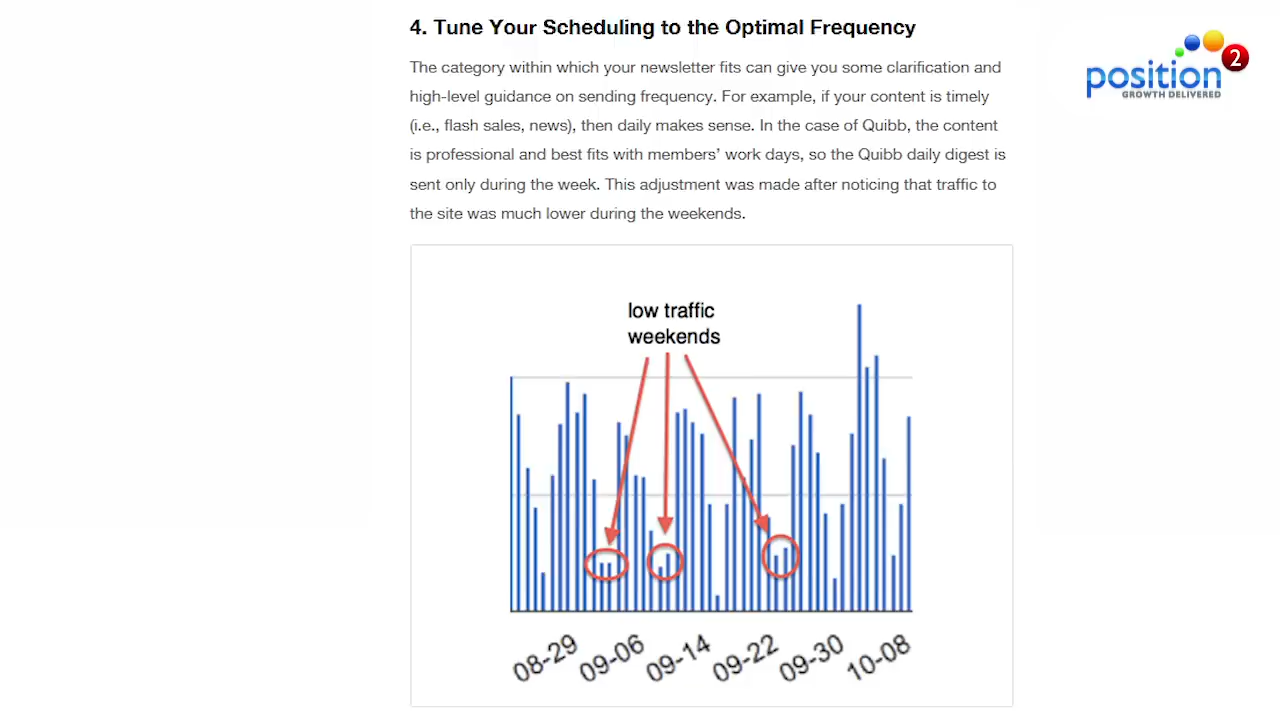 4. Tune Your Scheduling to the Optimal Frequency
The category within which your newsletter fits can give you some clarification and
high-level guidance on sending frequency. For example, if your content is timely
(i.e., flash sales, news), then daily makes sense. In the case of Quibb, the content
is professional and best fits with members’ work days, so the Quibb daily digest is
sent only during the week. This adjustment was made after noticing that traffic to
the site was much lower during the weekends.
position2
GROWTH DELIVERED
low traffic
weekends
08-29 09-06 09-14 09-22 09-30 10-08